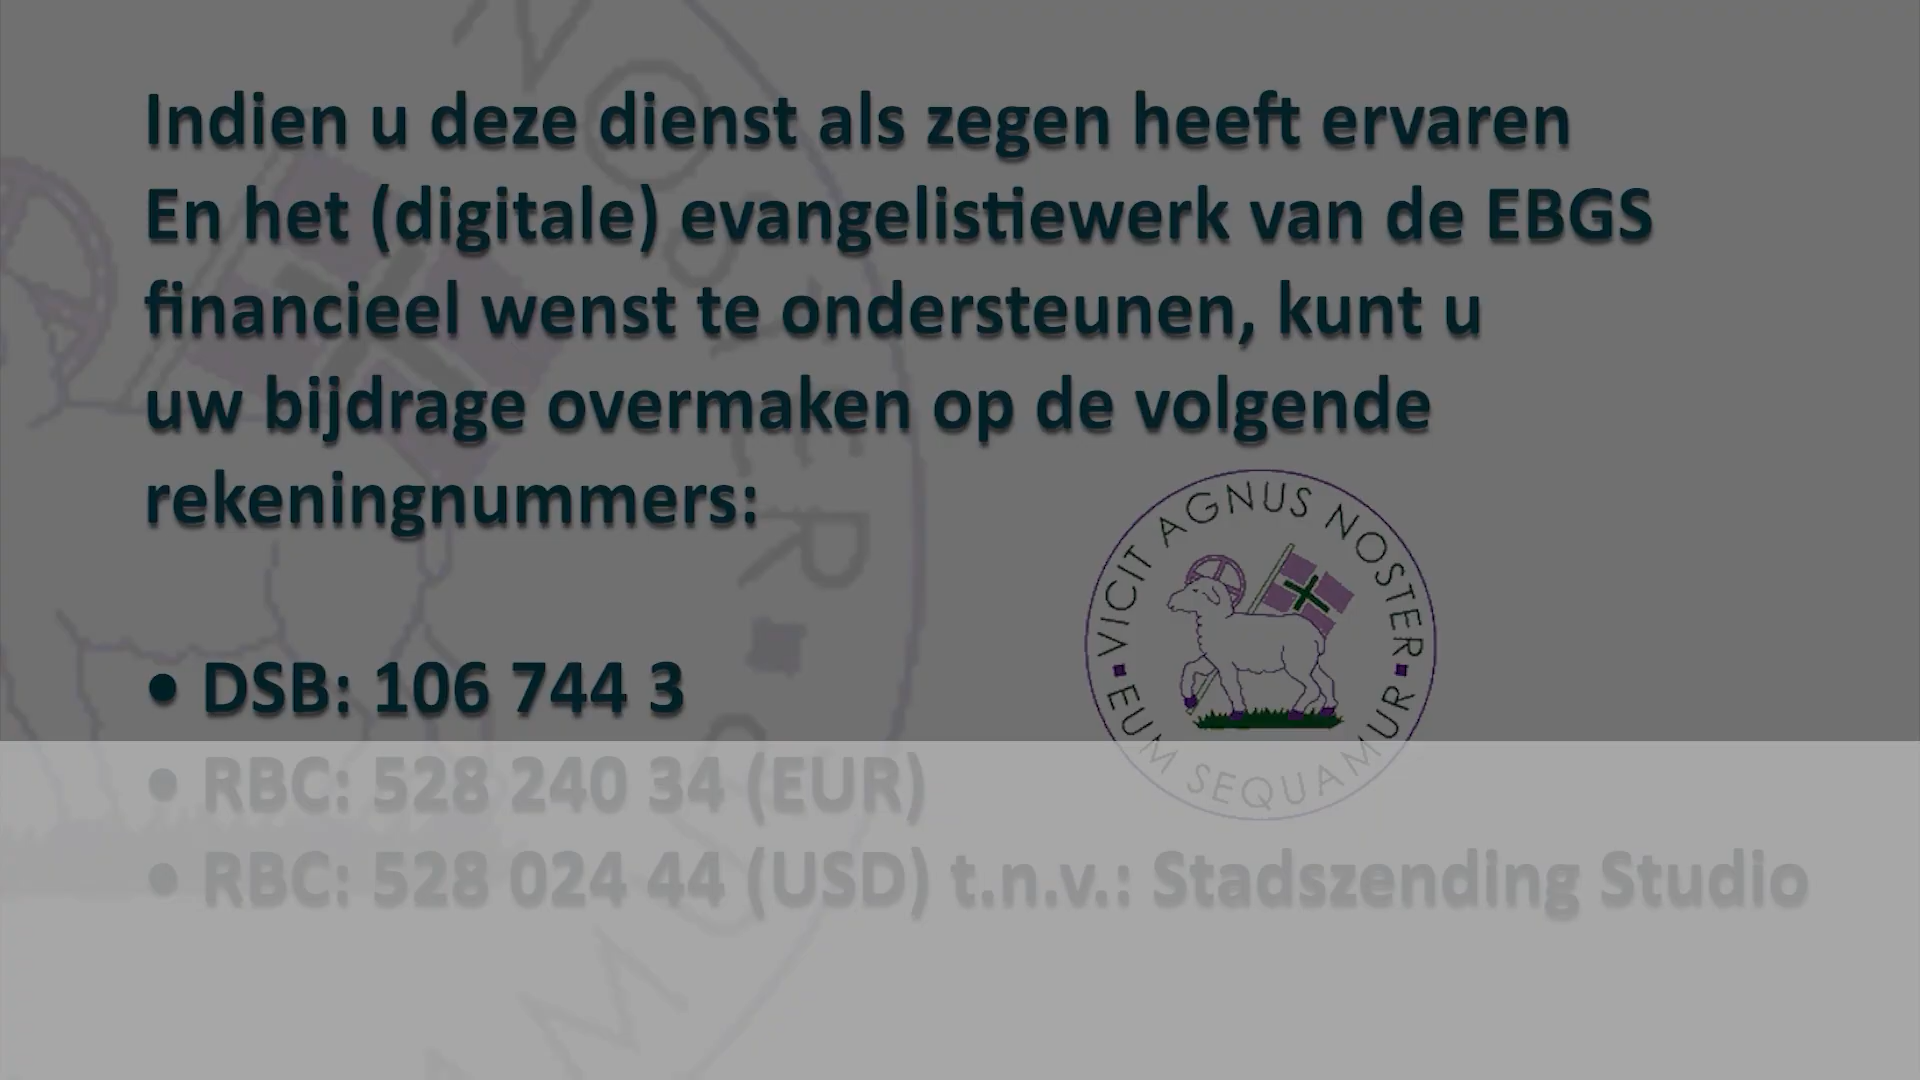 Indien u deze dienst als zegen heeft ervaren
En het (digitale) evangelistiewerk van de EBGS
financieel wenst te ondersteunen, kunt u
uw bijdrage overmaken op de volgende
rekeningnummers:
• DSB: 106 744 3
• RBC: 528 240 34 (EUR)
• RBC: 528 024 44 (USD) t.n.v.: Stadszending Studio
VICIT AGNUS NOSTER
EUM SEQUAMUR